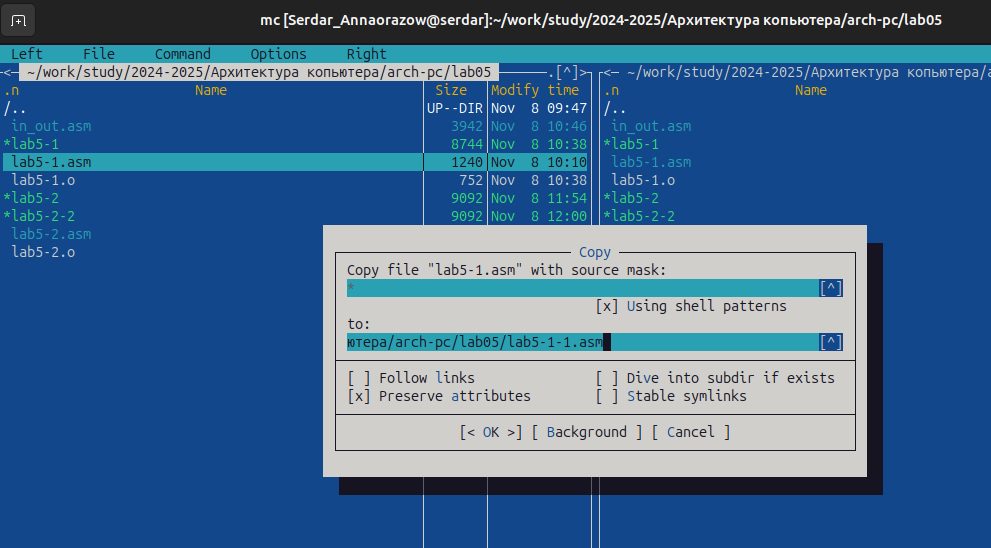 mc [Serdar_Annaorazow@serdar]:~/work/study/2024-2025/Архитектура копьютера/arch-pc/lab05
Left File Command Options Right
<─ ~/work/study/2024-2025/Архитектура копьютера/arch-pc/lab05 ──────.[^]>┐┌<─ ~/work/study/2024-2025/Архитектура копьютера/a
.n Name Size Modify time .n Name
/.. UP--DIR Nov 8 09:47 /..
in_out.asm 3942 Nov 8 10:46 in_out.asm
*lab5-1 8744 Nov 8 10:38 *lab5-1
lab5-1.asm 1240 Nov 8 10:10 lab5-1.asm
lab5-1.o 752 Nov 8 10:38 lab5-1.o
*lab5-2 9092 Nov 8 11:54 *lab5-2
*lab5-2-2 9092 Nov 8 12:00 *lab5-2-2
lab5-2.asm
lab5-2.o
Copy
Copy file "lab5-1.asm" with source mask:
* [^]
[x] Using shell patterns
to:
ютера/arch-pc/lab05/lab5-1-1.asm [^]
[ ] Follow links [ ] Dive into subdir if exists
[x] Preserve attributes [ ] Stable symlinks
[< OK >] [ Background ] [ Cancel ]